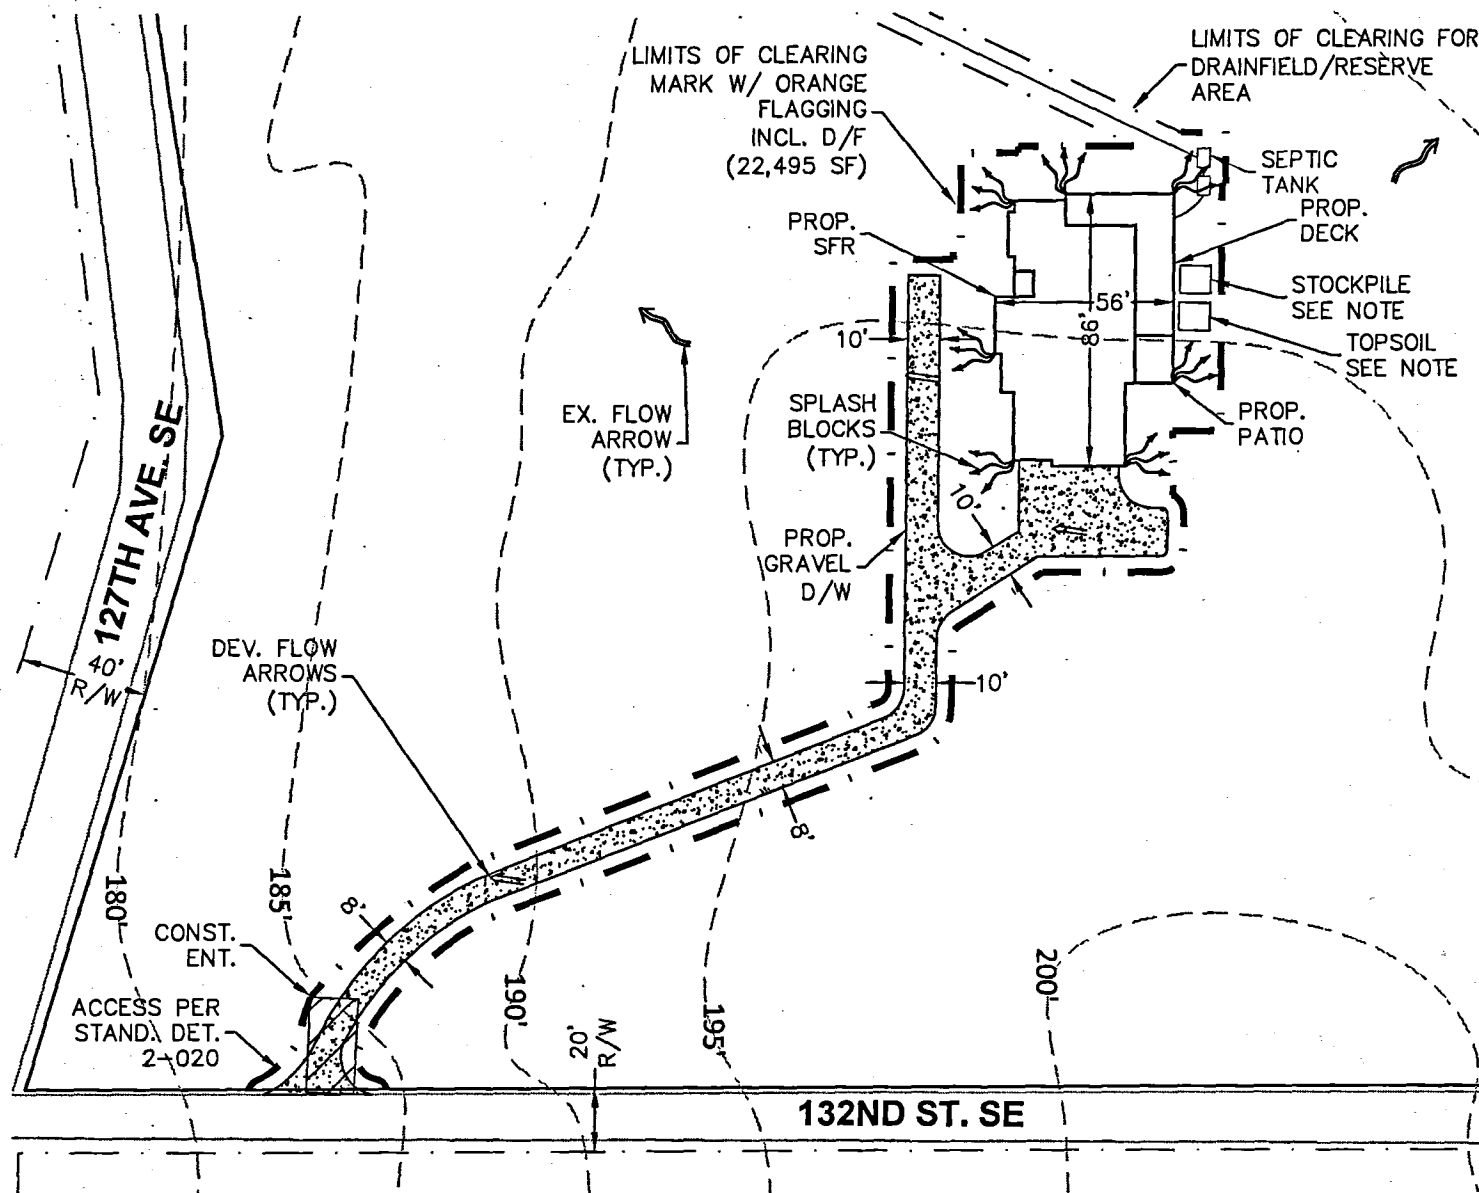 LIMITS OF CLEARING
MARK W/ ORANGE
FLAGGING
INCL. D/F
(22,495 SF)
LIMITS OF CLEARING FOR
DRAINFIELD/RESERVE
AREA
SEPTIC
TANK
PROP.
DECK
PROP.
SFR
STOCKPILE
SEE NOTE
56'
86'
10'
TOPSOIL
SEE NOTE
EX. FLOW
ARROW
(TYP.)
SPLASH
BLOCKS
(TYP.)
PROP.
PATIO
10'
PROP.
GRAVEL
D/W
127TH AVE. SE
40'
R/W
DEV. FLOW
ARROWS
(TYP.)
10'
8'
8'
180'
185'
190'
195'
200'
CONST.
ENT.
ACCESS PER
STAND. DET.
2-020
20'
R/W
132ND ST. SE